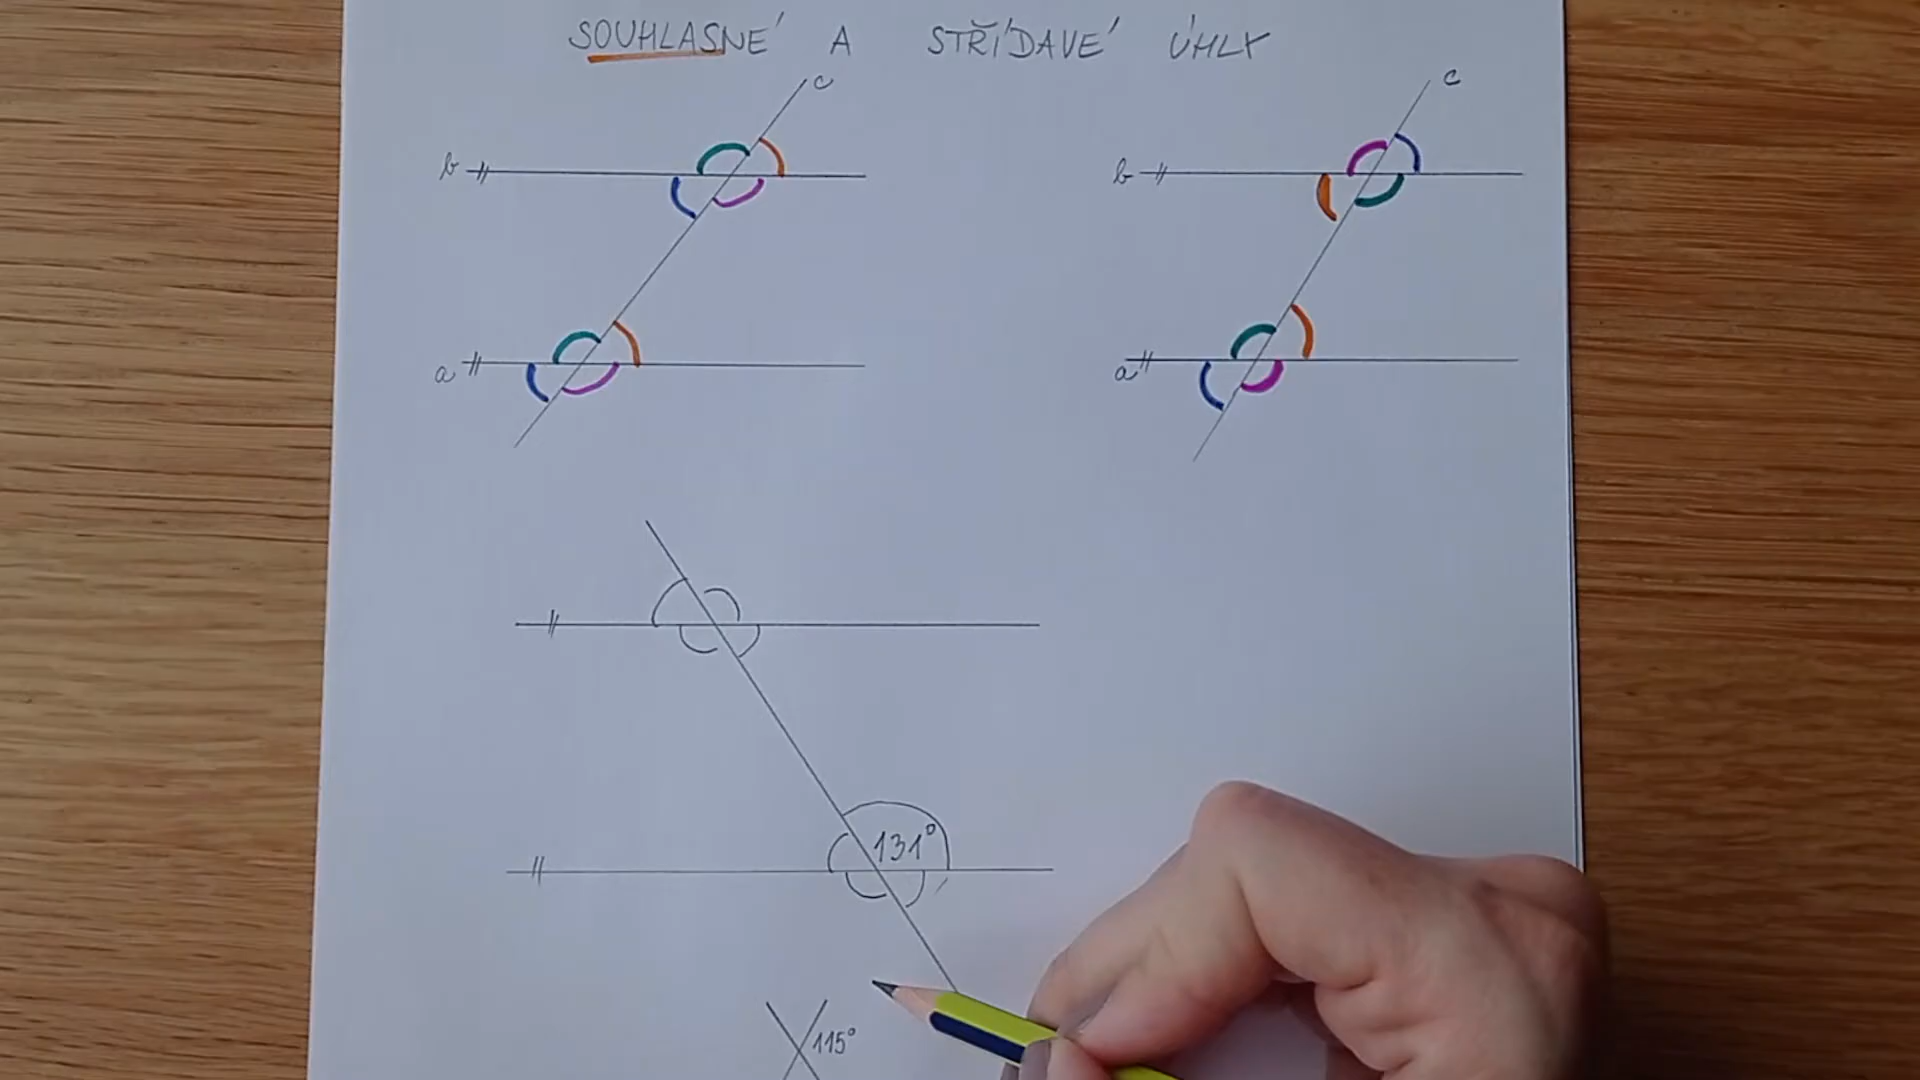 SOUHLASNÉ A STŘÍDAVÉ ÚHLY
c c
b b
a a
131°
115°